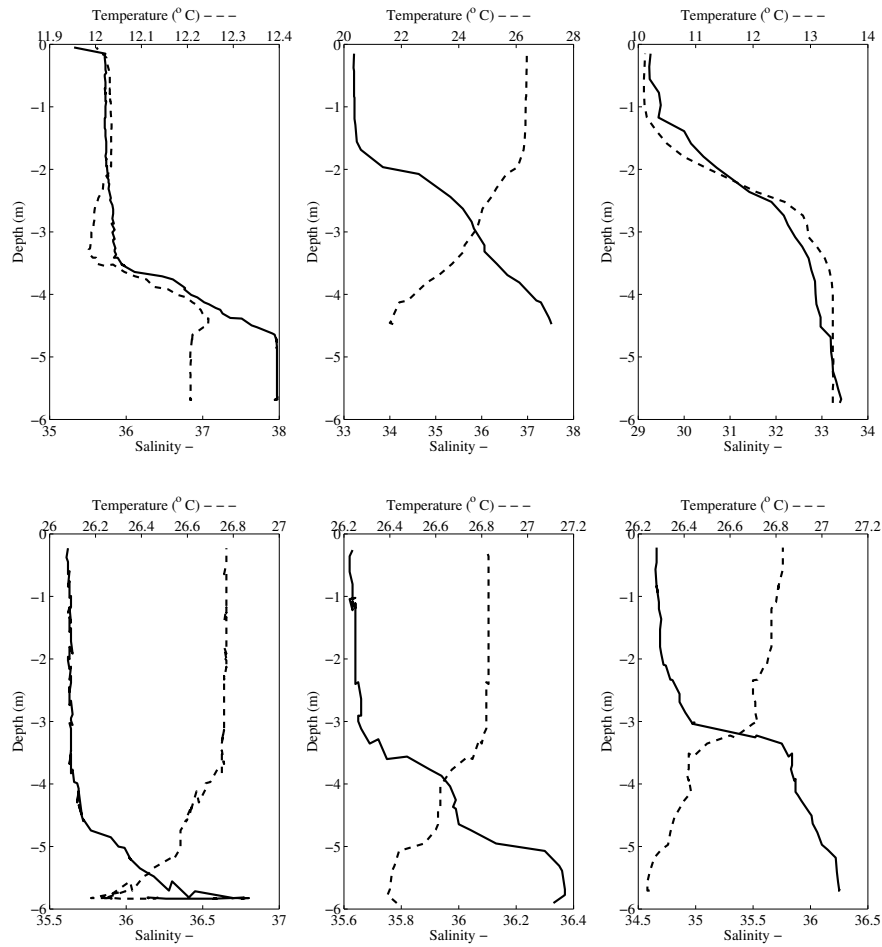 Temperature (° C) − − −
Temperature (° C) − − −
Temperature (° C) − − −
11.9 12 12.1 12.2 12.3 12.4
20 22 24 26 28
10 11 12 13 14
0 −1 −2 −3 −4 −5 −6
0 −1 −2 −3 −4 −5 −6
0 −1 −2 −3 −4 −5 −6
Depth (m)
Depth (m)
Depth (m)
35 36 37 38
33 34 35 36 37 38
29 30 31 32 33 34
Salinity −
Salinity −
Salinity −
Temperature (° C) − − −
Temperature (° C) − − −
Temperature (° C) − − −
26 26.2 26.4 26.6 26.8 27
26.2 26.4 26.6 26.8 27 27.2
26.2 26.4 26.6 26.8 27 27.2
0 −1 −2 −3 −4 −5 −6
0 −1 −2 −3 −4 −5 −6
0 −1 −2 −3 −4 −5 −6
Depth (m)
Depth (m)
Depth (m)
35.5 36 36.5 37
35.6 35.8 36 36.2 36.4
34.5 35 35.5 36 36.5
Salinity −
Salinity −
Salinity −